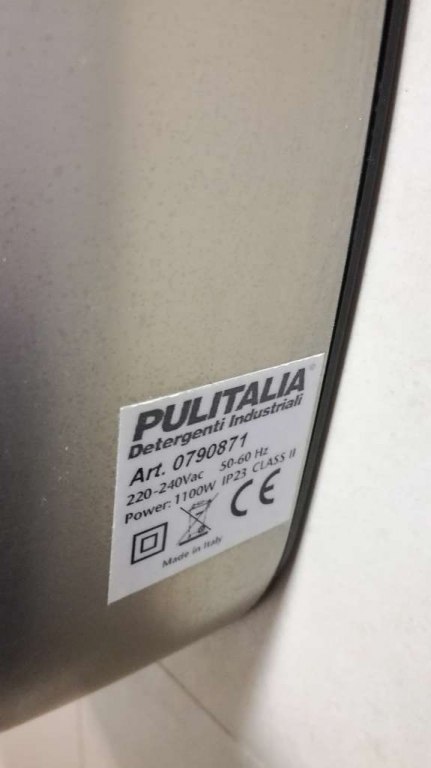 PULITALIA®
Detergenti Industriali
Art. 0790871
220-240Vac 50-60 Hz
Power: 1100W IP23 CLASS II
CE
Made in Italy